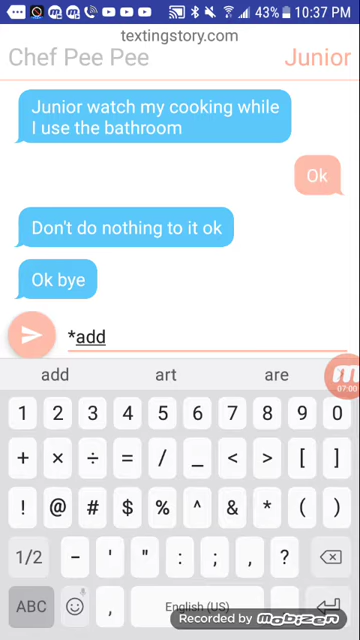 43% 10:37 PM
textingstory.com
Chef Pee Pee Junior
Junior watch my cooking while
I use the bathroom
Ok
Don't do nothing to it ok
Ok bye
*add
add art are
07:00
1 2 3 4 5 6 7 8 9 0
+ × ÷ = / _ < > [ ]
! @ # $ % ^ & * ( )
1/2 - ' " : ; , ?
ABC , English (US)
Recorded by MOBIZEN